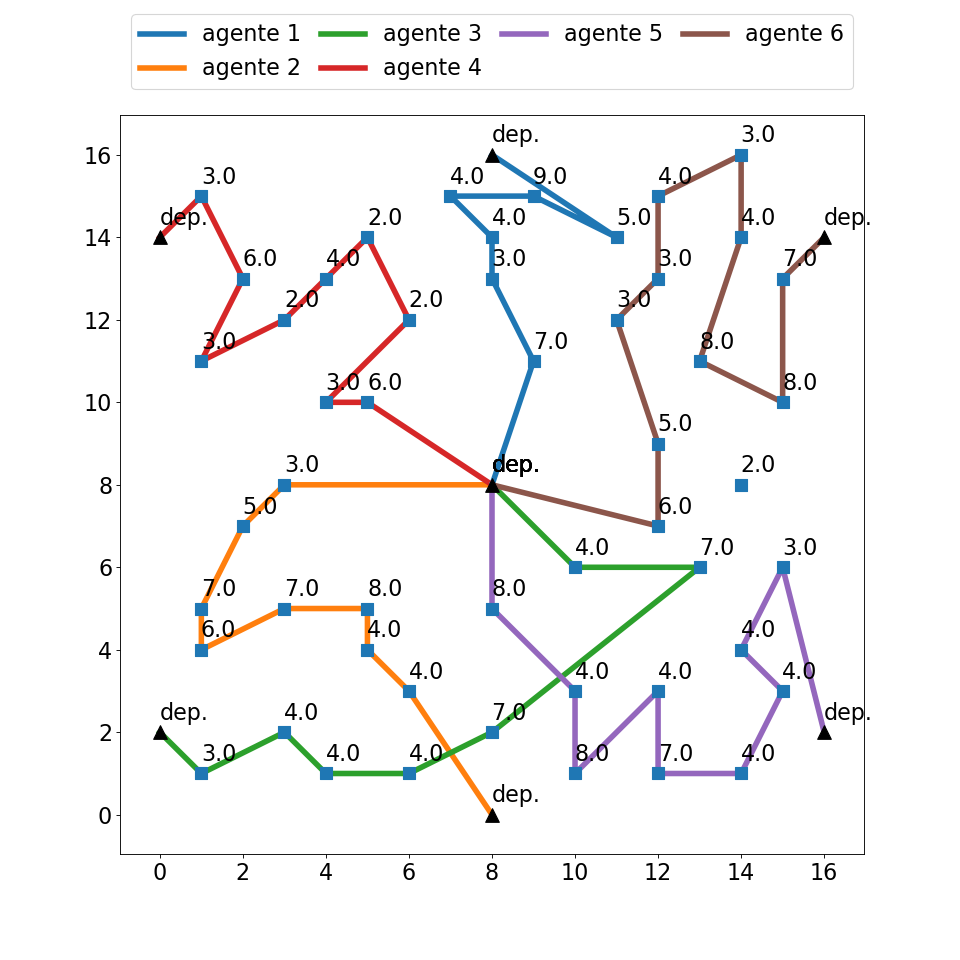 agente 1 agente 3 agente 5 agente 6
agente 2 agente 4
dep. 3.0
16
3.0 4.0 9.0 4.0
dep. 2.0 4.0 5.0 4.0 dep.
14
6.0 4.0 3.0 3.0 7.0
2.0 2.0 3.0
12
3.0 7.0 8.0
3.0 6.0 8.0
10
5.0
3.0 dep. 2.0
8
5.0 6.0
4.0 7.0 3.0
6
7.0 7.0 8.0 8.0
6.0 4.0 4.0
4
4.0 4.0 4.0 4.0
dep. 4.0 7.0 dep.
2
3.0 4.0 4.0 8.0 7.0 4.0
dep.
0
0 2 4 6 8 10 12 14 16